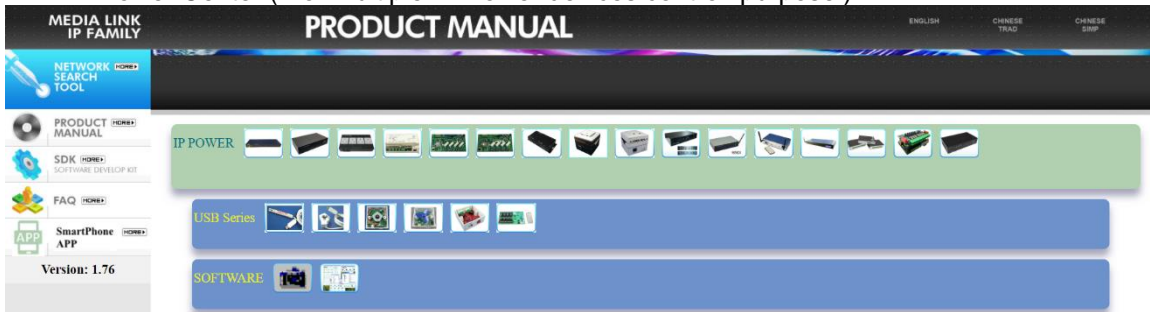 MEDIA LINK
IP FAMILY
PRODUCT MANUAL
ENGLISH
CHINESE
TRAD
CHINESE
SIMP
NETWORK MORE
SEARCH
TOOL
PRODUCT MORE
MANUAL
SDK MORE
SOFTWARE DEVELOP KIT
FAQ MORE
APP
SmartPhone MORE
APP
Version: 1.76
IP POWER
USB Series
SOFTWARE